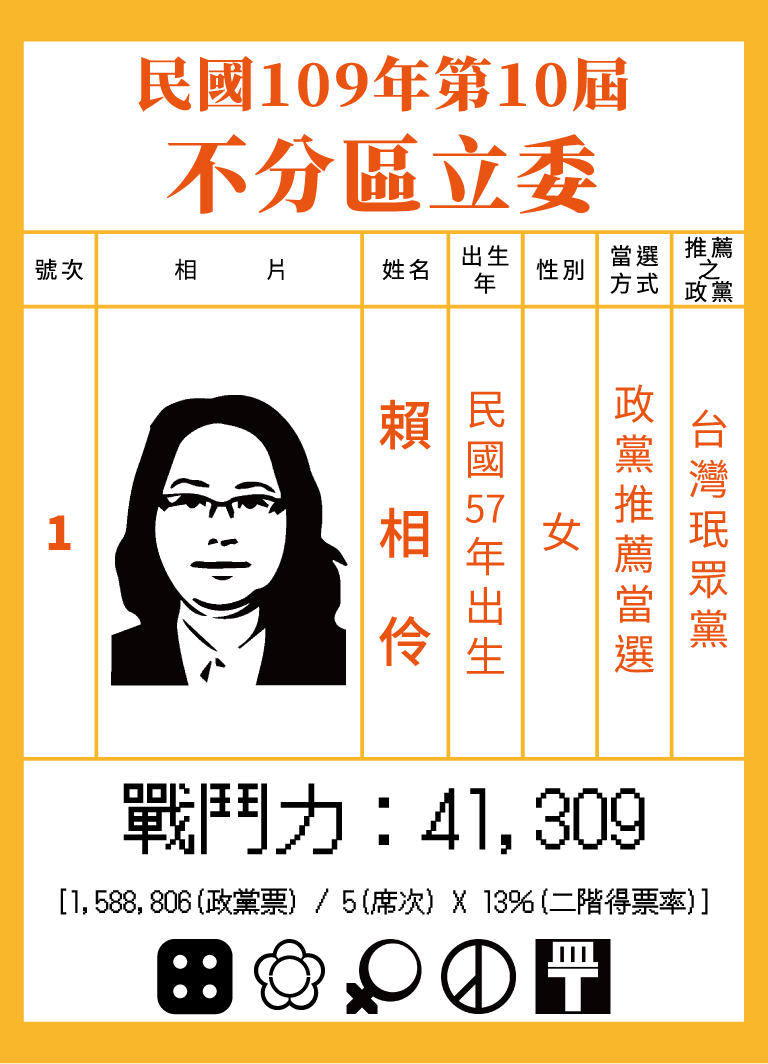 民國109年第10屆
不分區立委
號次
相 片
姓名
出生
年
性別
當選
方式
推薦
之
政黨
1
賴相伶
民國57年出生
女
政黨推薦當選
台灣珉眾黨
戰鬥力：41,309
[1,588,806(政黨票) / 5(席次) X 13%(二階得票率)]